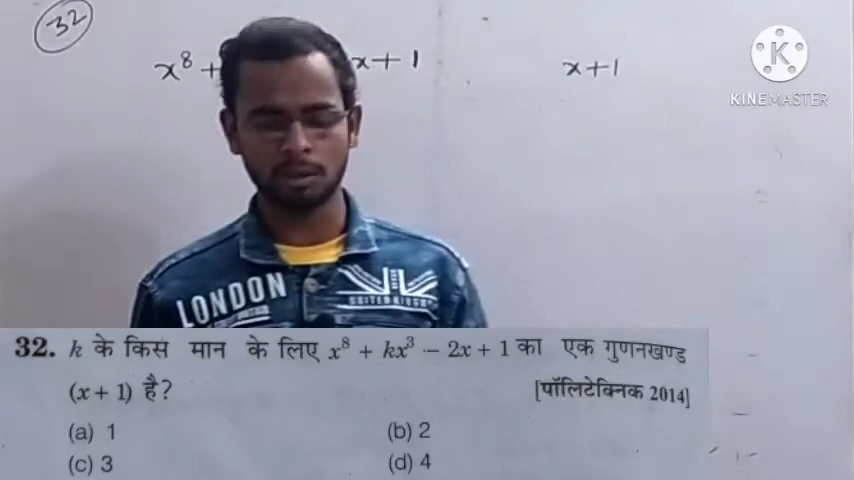 32
x⁸ + x + 1
x + 1
K
KINEMASTER
LONDON
32. k के किस मान के लिए x⁸ + kx³ − 2x + 1 का एक गुणनखण्ड
(x + 1) है? [पॉलिटेक्निक 2014]
(a) 1 (b) 2
(c) 3 (d) 4